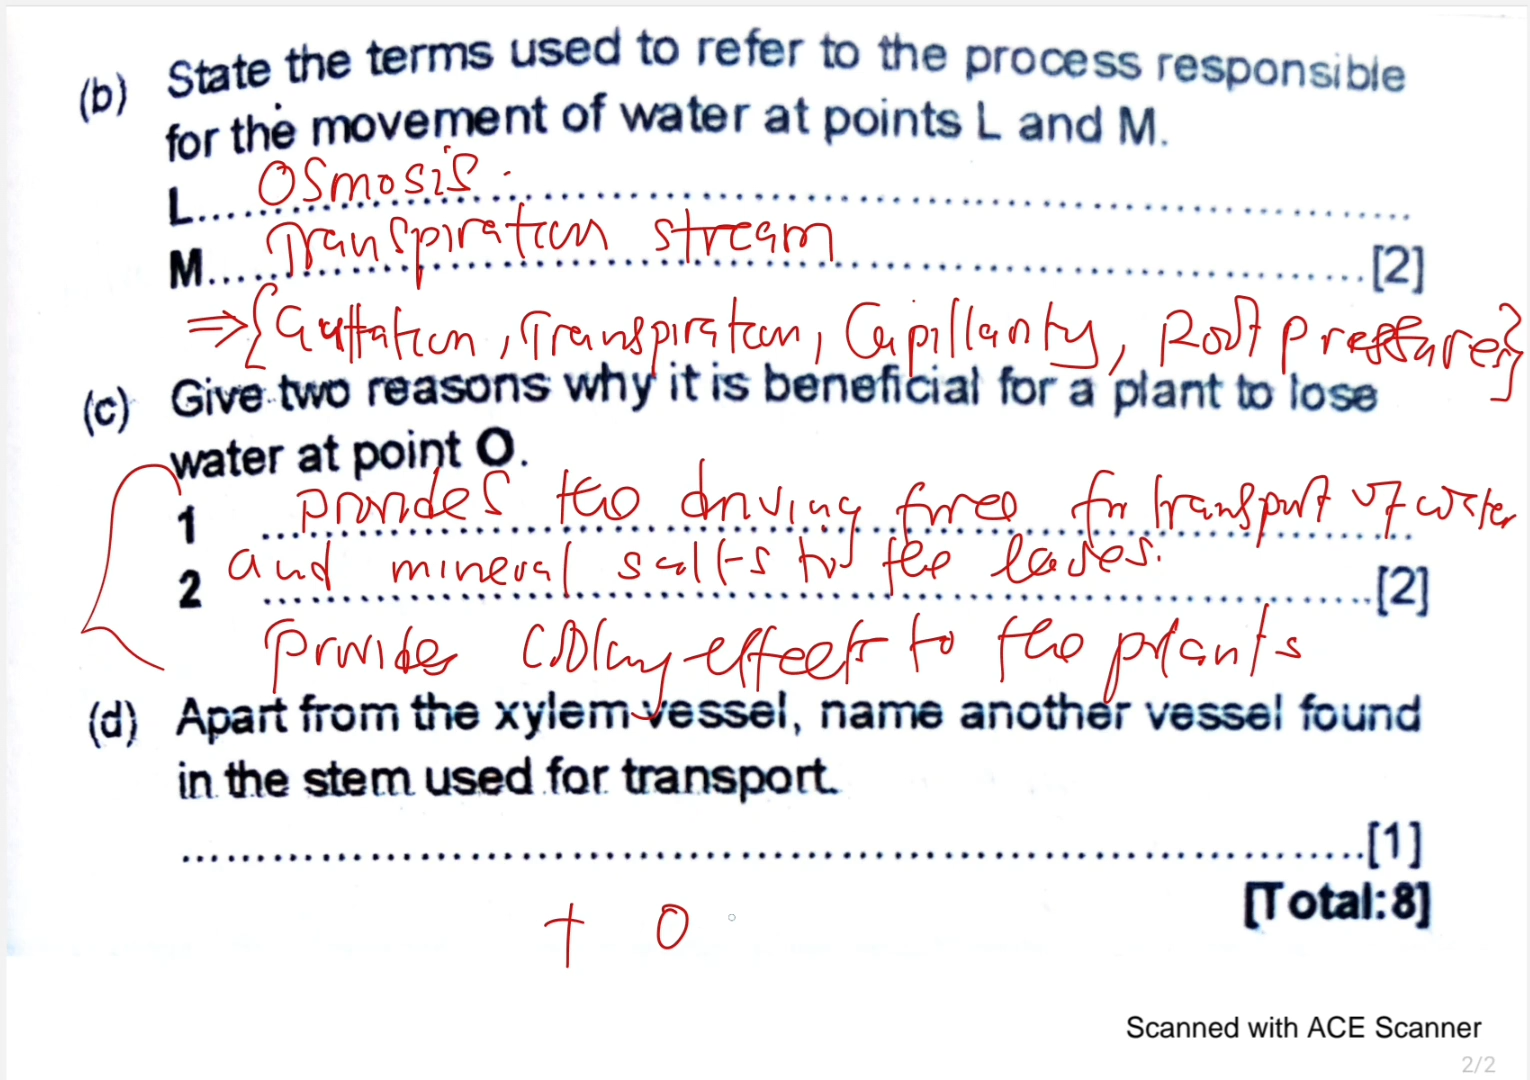 (b) State the terms used to refer to the process responsible
for the movement of water at points L and M.
L.... Osmosis.
M.... Transpiration stream [2]
⇒ {Guttation, Transpiration, Capillarity, Root pressure}
(c) Give two reasons why it is beneficial for a plant to lose
water at point O.
1 provides the driving force for transport of water
and mineral salts to the leaves.
2 [2]
Provides cooling effect to the plants
(d) Apart from the xylem vessel, name another vessel found
in the stem used for transport.
[1]
[Total:8]
+ O
Scanned with ACE Scanner
2/2